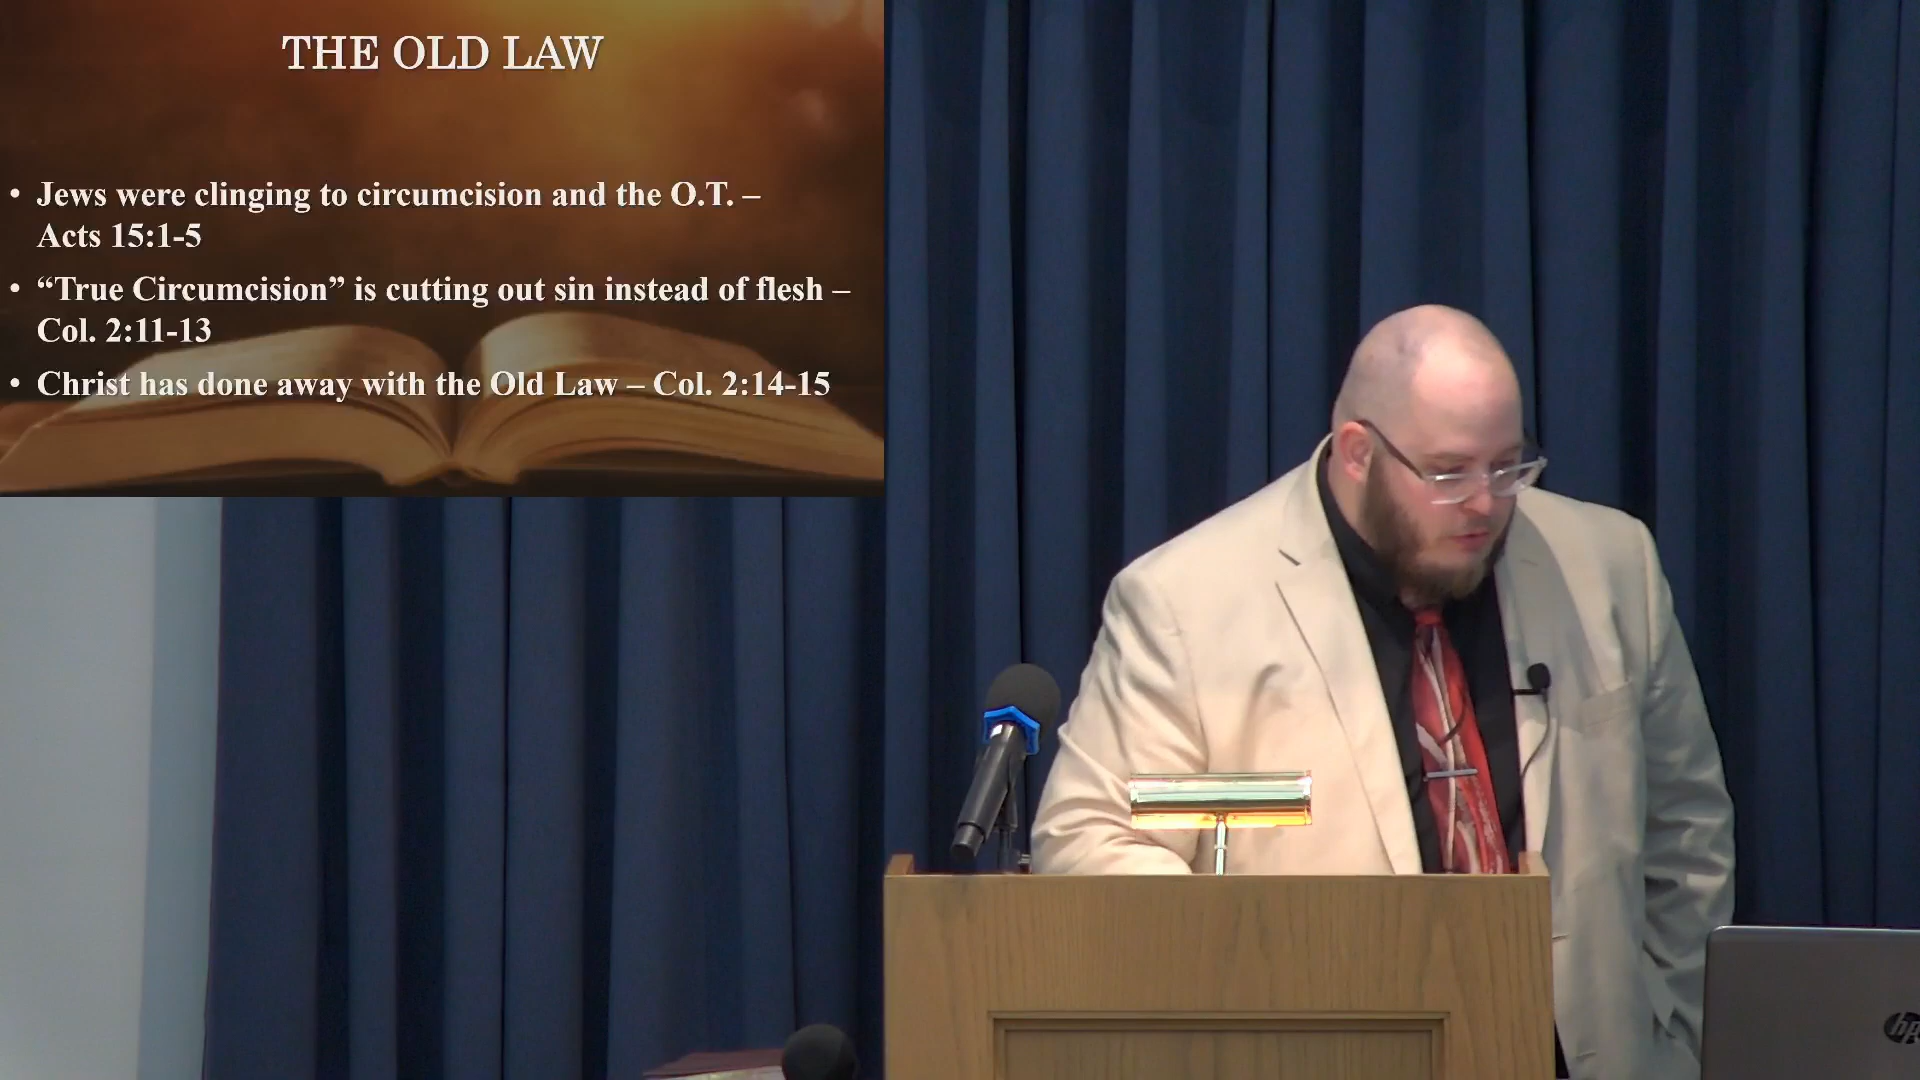 THE OLD LAW
• Jews were clinging to circumcision and the O.T. –
Acts 15:1-5
• “True Circumcision” is cutting out sin instead of flesh –
Col. 2:11-13
• Christ has done away with the Old Law – Col. 2:14-15
hp